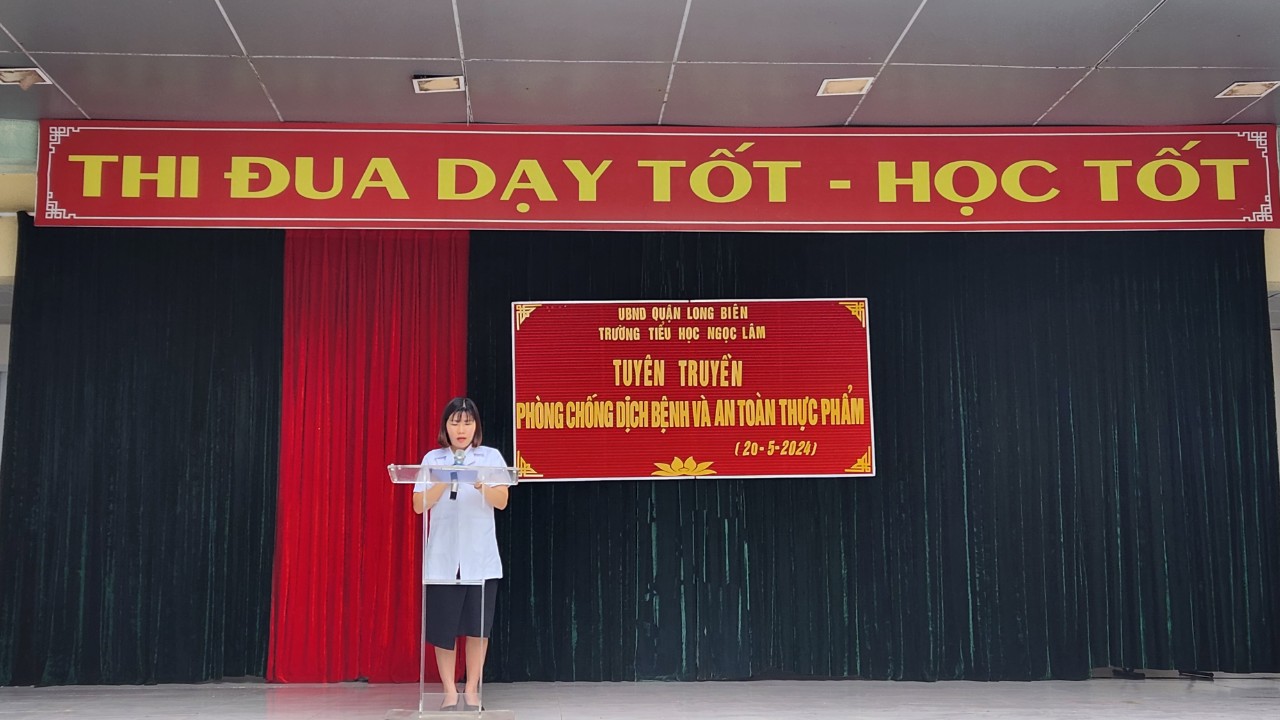 THI ĐUA DẠY TỐT - HỌC TỐT
UBND QUẬN LONG BIÊN
TRƯỜNG TIỂU HỌC NGỌC LÂM
TUYÊN TRUYỀN
PHÒNG CHỐNG DỊCH BỆNH VÀ AN TOÀN THỰC PHẨM
(20-5-2024)